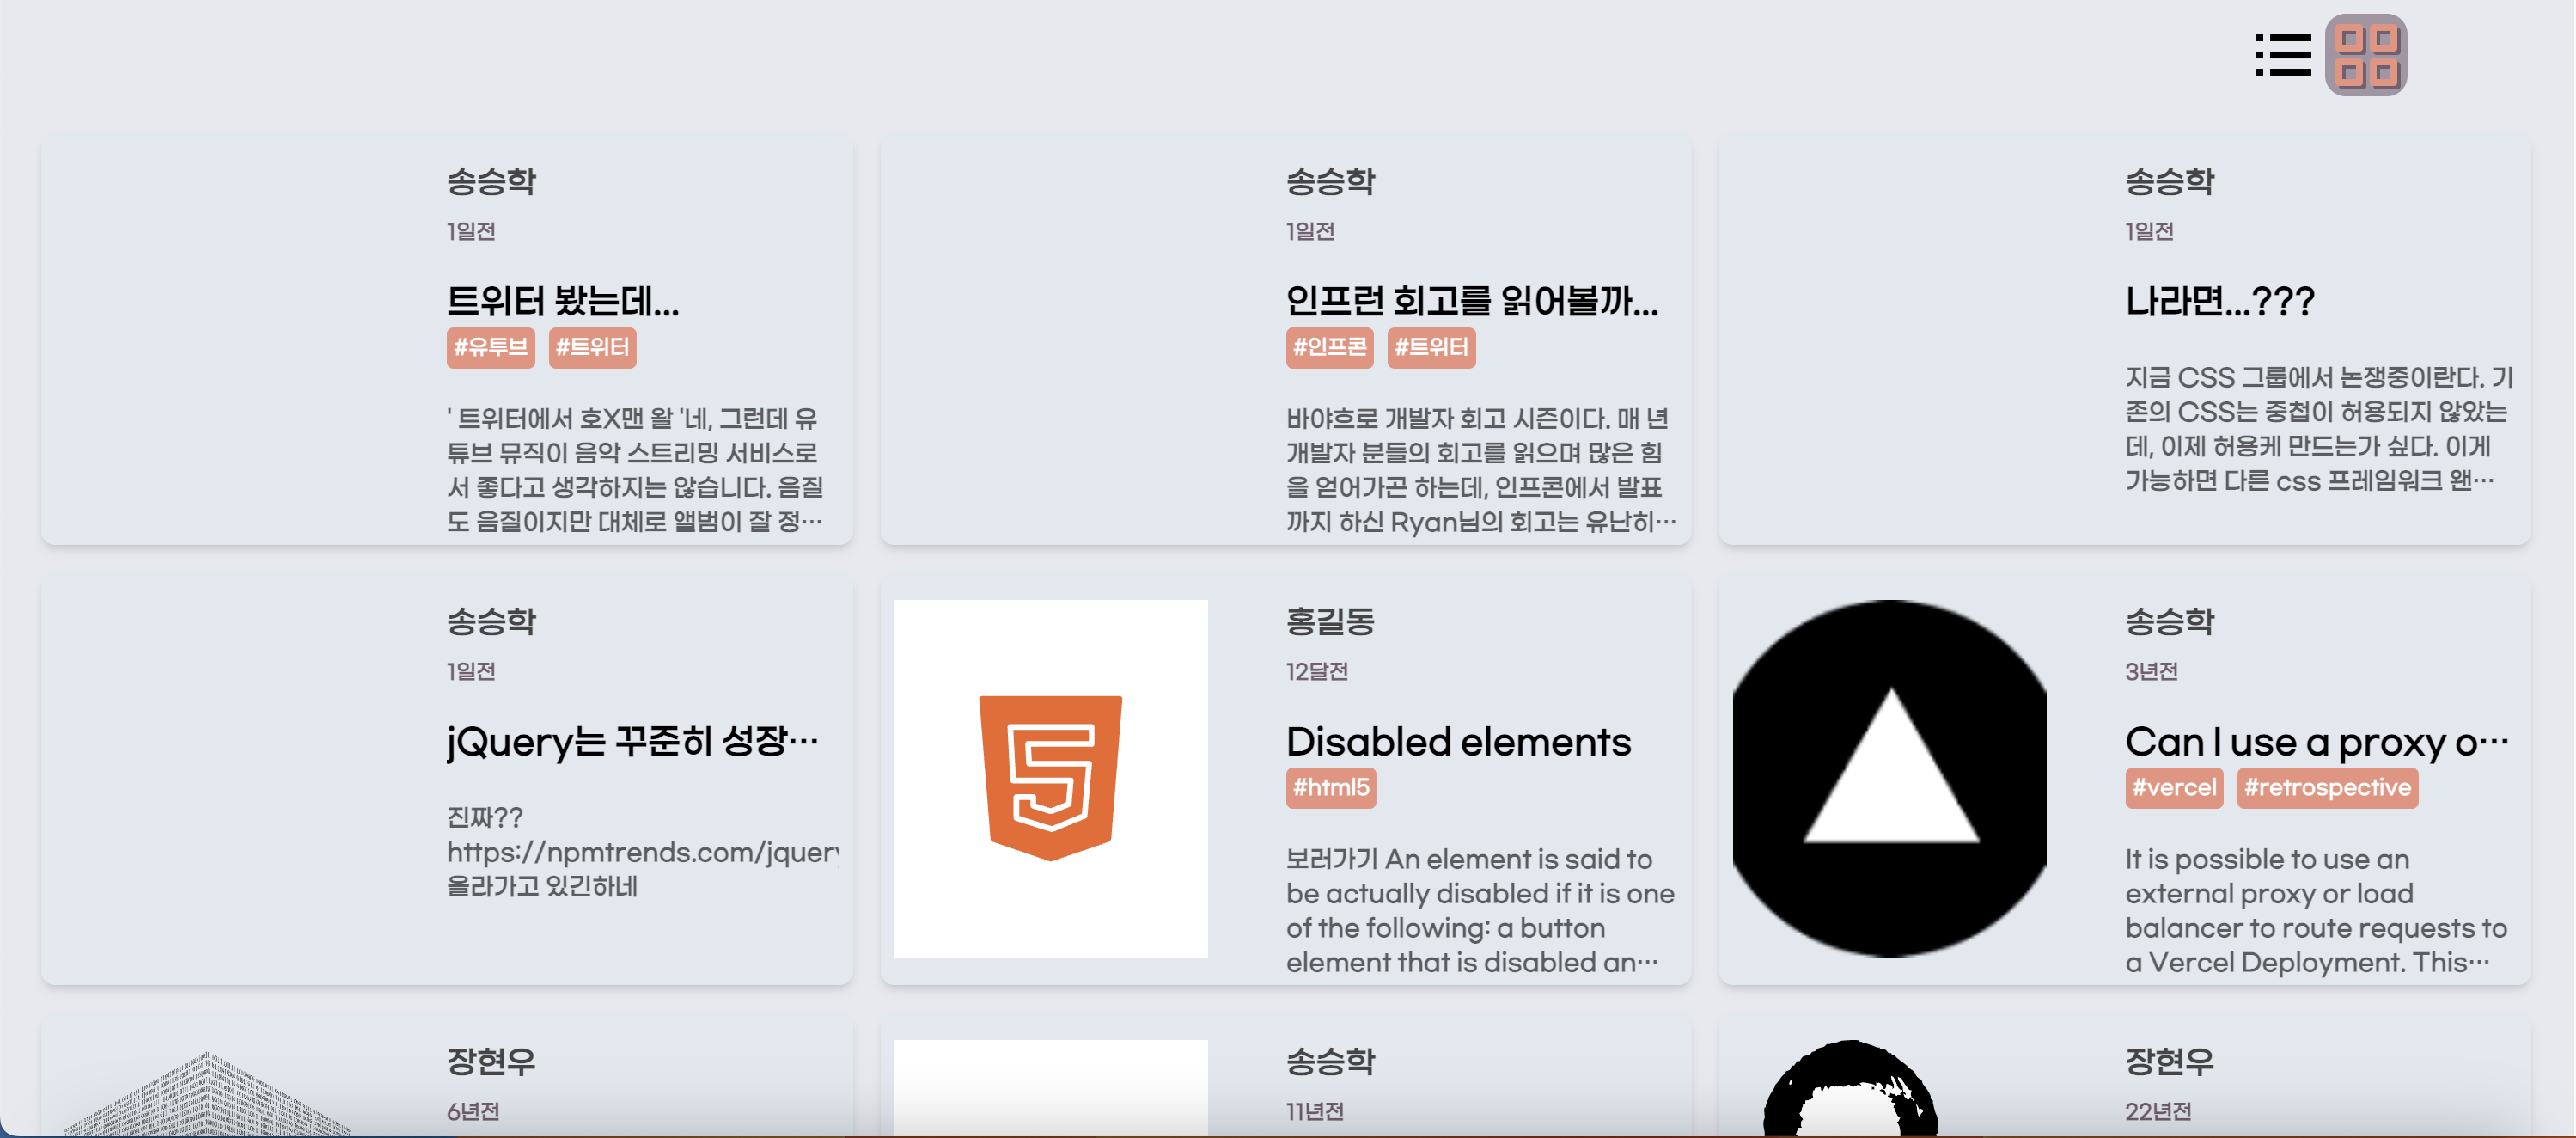 송승학
1일전
트위터 봤는데...
#유투브 #트위터
' 트위터에서 호X맨 왈 '네, 그런데 유
튜브 뮤직이 음악 스트리밍 서비스로
서 좋다고 생각하지는 않습니다. 음질
도 음질이지만 대체로 앨범이 잘 정…
송승학
1일전
인프런 회고를 읽어볼까...
#인프콘 #트위터
바야흐로 개발자 회고 시즌이다. 매 년
개발자 분들의 회고를 읽으며 많은 힘
을 얻어가곤 하는데, 인프콘에서 발표
까지 하신 Ryan님의 회고는 유난히…
송승학
1일전
나라면...???
지금 CSS 그룹에서 논쟁중이란다. 기
존의 CSS는 중첩이 허용되지 않았는
데, 이제 허용케 만드는가 싶다. 이게
가능하면 다른 css 프레임워크 왠…
송승학
1일전
jQuery는 꾸준히 성장…
진짜??
https://npmtrends.com/jquery
올라가고 있긴하네
홍길동
12달전
Disabled elements
#html5
보러가기 An element is said to
be actually disabled if it is one
of the following: a button
element that is disabled an…
송승학
3년전
Can I use a proxy o…
#vercel #retrospective
It is possible to use an
external proxy or load
balancer to route requests to
a Vercel Deployment. This…
장현우
6년전
송승학
11년전
장현우
22년전